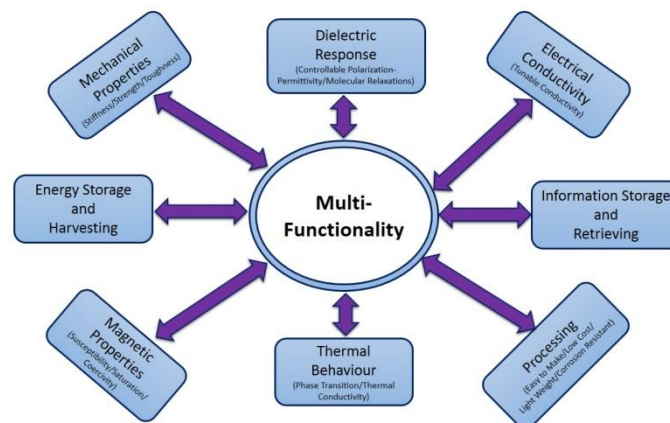 Mechanical
Properties
(Stiffness/Strength/Toughness)
Dielectric
Response
(Controllable Polarization-
Permittivity/Molecular Relaxations)
Electrical
Conductivity
(Tunable Conductivity)
Energy Storage
and
Harvesting
Multi-
Functionality
Information Storage
and
Retrieving
Magnetic
Properties
(Susceptibility/Saturation/
Coercivity)
Thermal
Behaviour
(Phase Transition/Thermal
Conductivity)
Processing
(Easy to Make/Low Cost/
Light Weight/Corrosion Resistant)